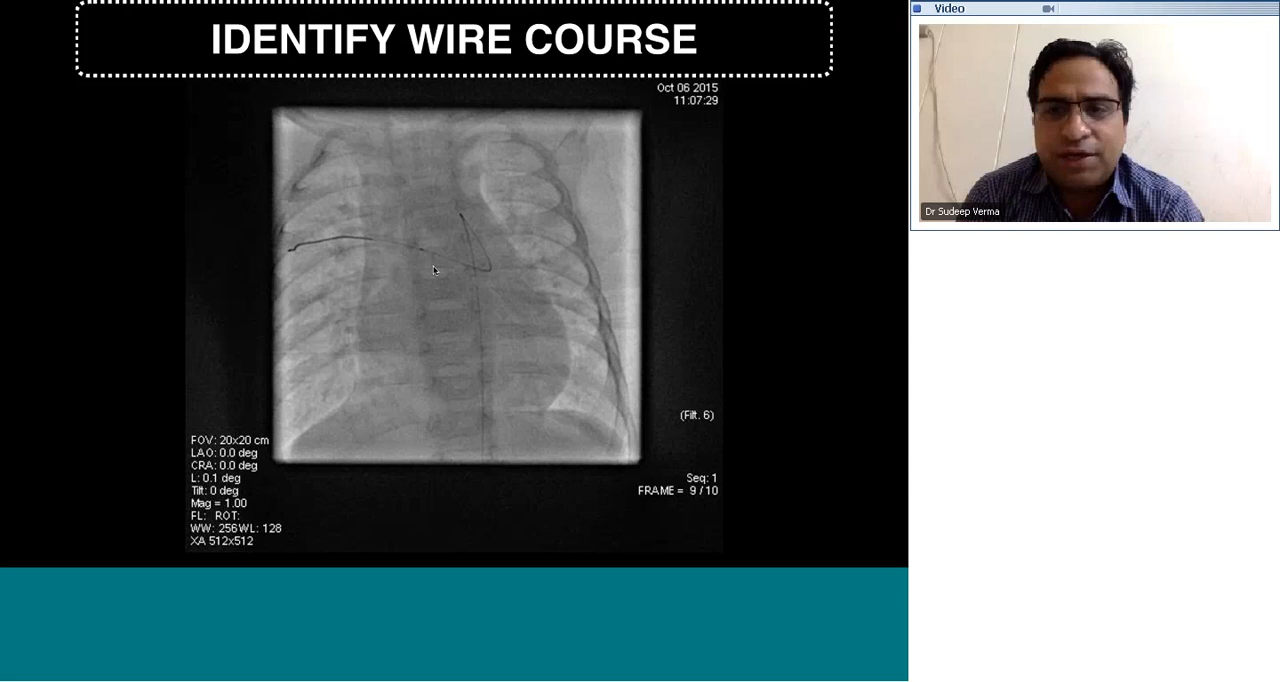 IDENTIFY WIRE COURSE
Oct 06 2015
11:07:29
(Filt. 6)
FOV: 20x20 cm
LAO: 0.0 deg
CRA: 0.0 deg
L: 0.1 deg
Tilt: 0 deg
Mag = 1.00
FL: ROT:
WW: 256WL: 128
XA 512x512
Seq: 1
FRAME = 9/10
Video
Dr Sudeep Verma